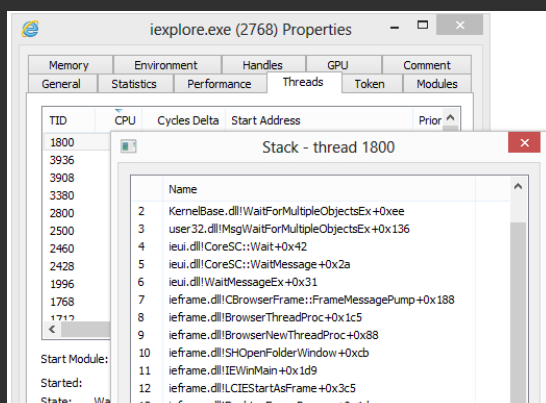 iexplore.exe (2768) Properties
Memory Environment Handles GPU Comment
General Statistics Performance Threads Token Modules
TID CPU Cycles Delta Start Address Prior
1800
3936
3908
3380
2800
2500
2460
2428
1996
1768
1712
Start Module:
Started:
State: Wa
Stack - thread 1800
Name
2 KernelBase.dll!WaitForMultipleObjectsEx+0xee
3 user32.dll!MsgWaitForMultipleObjectsEx+0x136
4 ieui.dll!CoreSC::Wait+0x42
5 ieui.dll!CoreSC::WaitMessage+0x2a
6 ieui.dll!WaitMessageEx+0x31
7 ieframe.dll!CBrowserFrame::FrameMessagePump+0x188
8 ieframe.dll!BrowserThreadProc+0x1c5
9 ieframe.dll!BrowserNewThreadProc+0x88
10 ieframe.dll!SHOpenFolderWindow+0xcb
11 ieframe.dll!IEWinMain+0x1d9
12 ieframe.dll!LCIEStartAsFrame+0x3c5